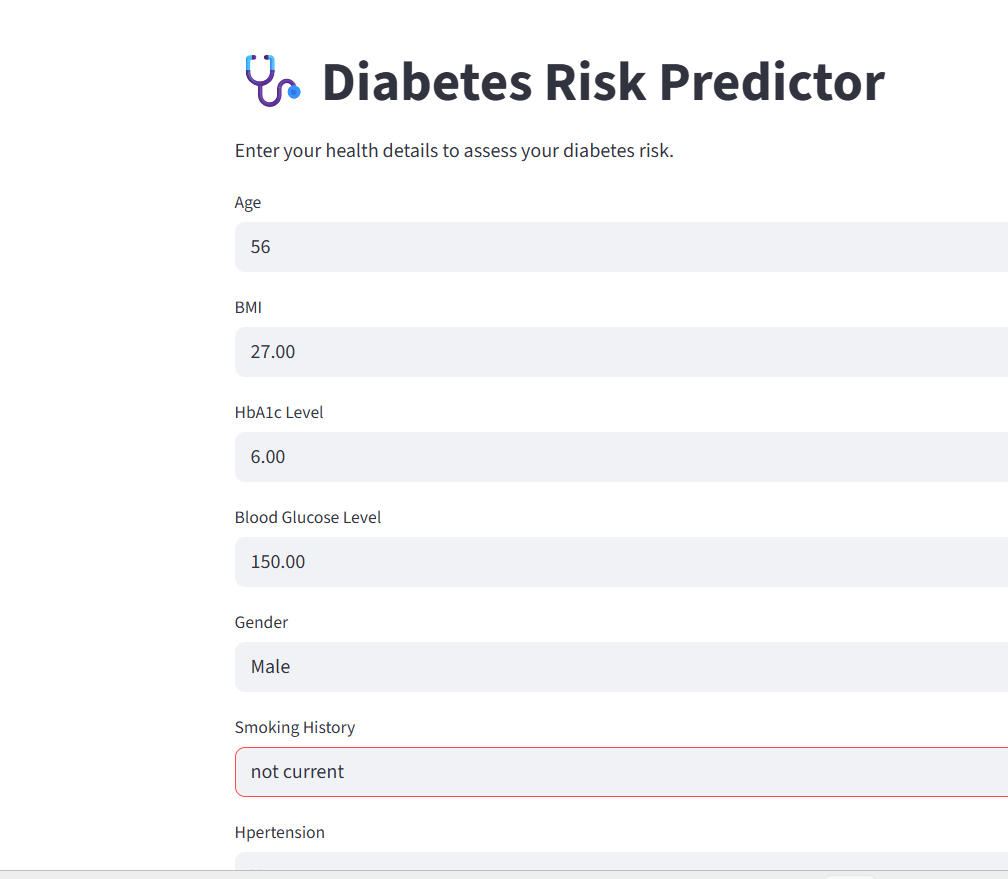 Diabetes Risk Predictor
Enter your health details to assess your diabetes risk.
Age
56
BMI
27.00
HbA1c Level
6.00
Blood Glucose Level
150.00
Gender
Male
Smoking History
not current
Hpertension